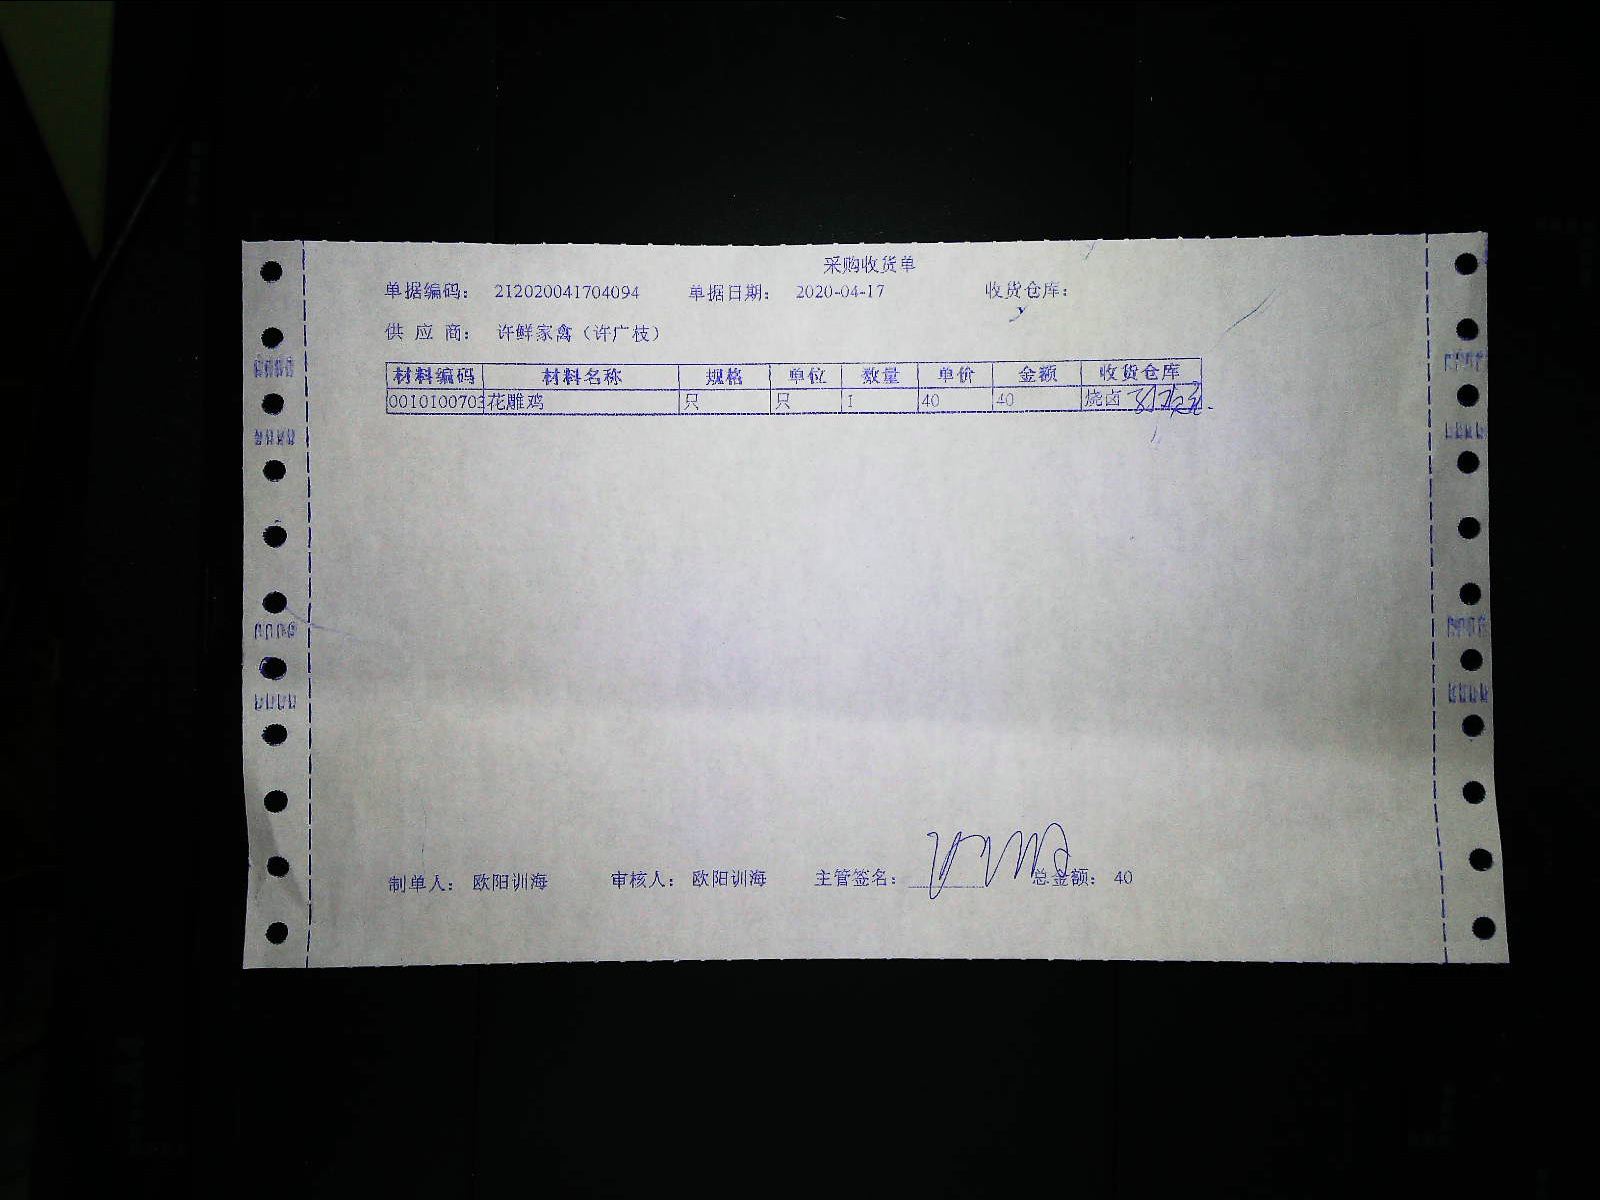 采购收货单
单据编码： 212020041704094 单据日期： 2020-04-17 收货仓库：
供 应 商： 许鲜家禽（许广枝）
材料编码 材料名称 规格 单位 数量 单价 金额 收货仓库
0010100703 花雕鸡 只 只 1 40 40 烧卤
制单人： 欧阳训海 审核人： 欧阳训海 主管签名： 总金额： 40